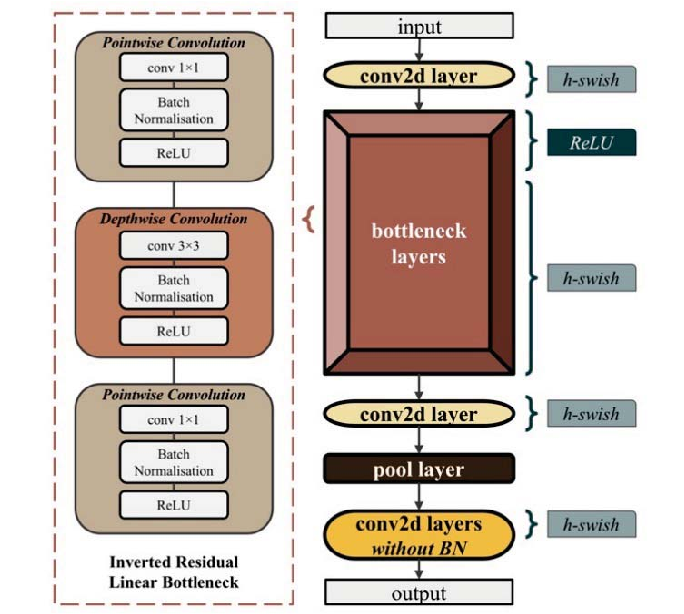 Pointwise Convolution
conv 1×1
Batch
Normalisation
ReLU
Depthwise Convolution
conv 3×3
Batch
Normalisation
ReLU
Pointwise Convolution
conv 1×1
Batch
Normalisation
ReLU
Inverted Residual
Linear Bottleneck
input
conv2d layer
h-swish
ReLU
bottleneck
layers
h-swish
conv2d layer
h-swish
pool layer
conv2d layers
without BN
h-swish
output